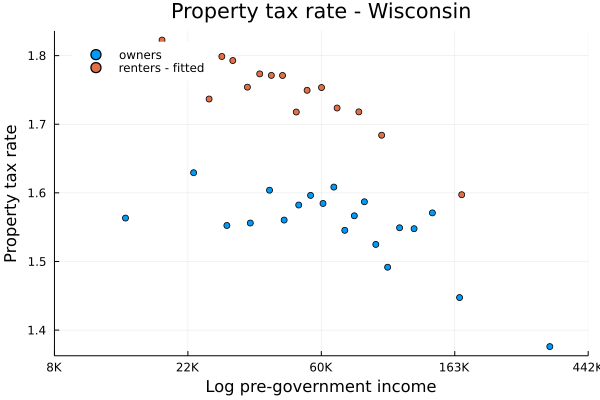 Property tax rate - Wisconsin
owners
renters - fitted
Property tax rate
1.8
1.7
1.6
1.5
1.4
8K
22K
60K
163K
442K
Log pre-government income